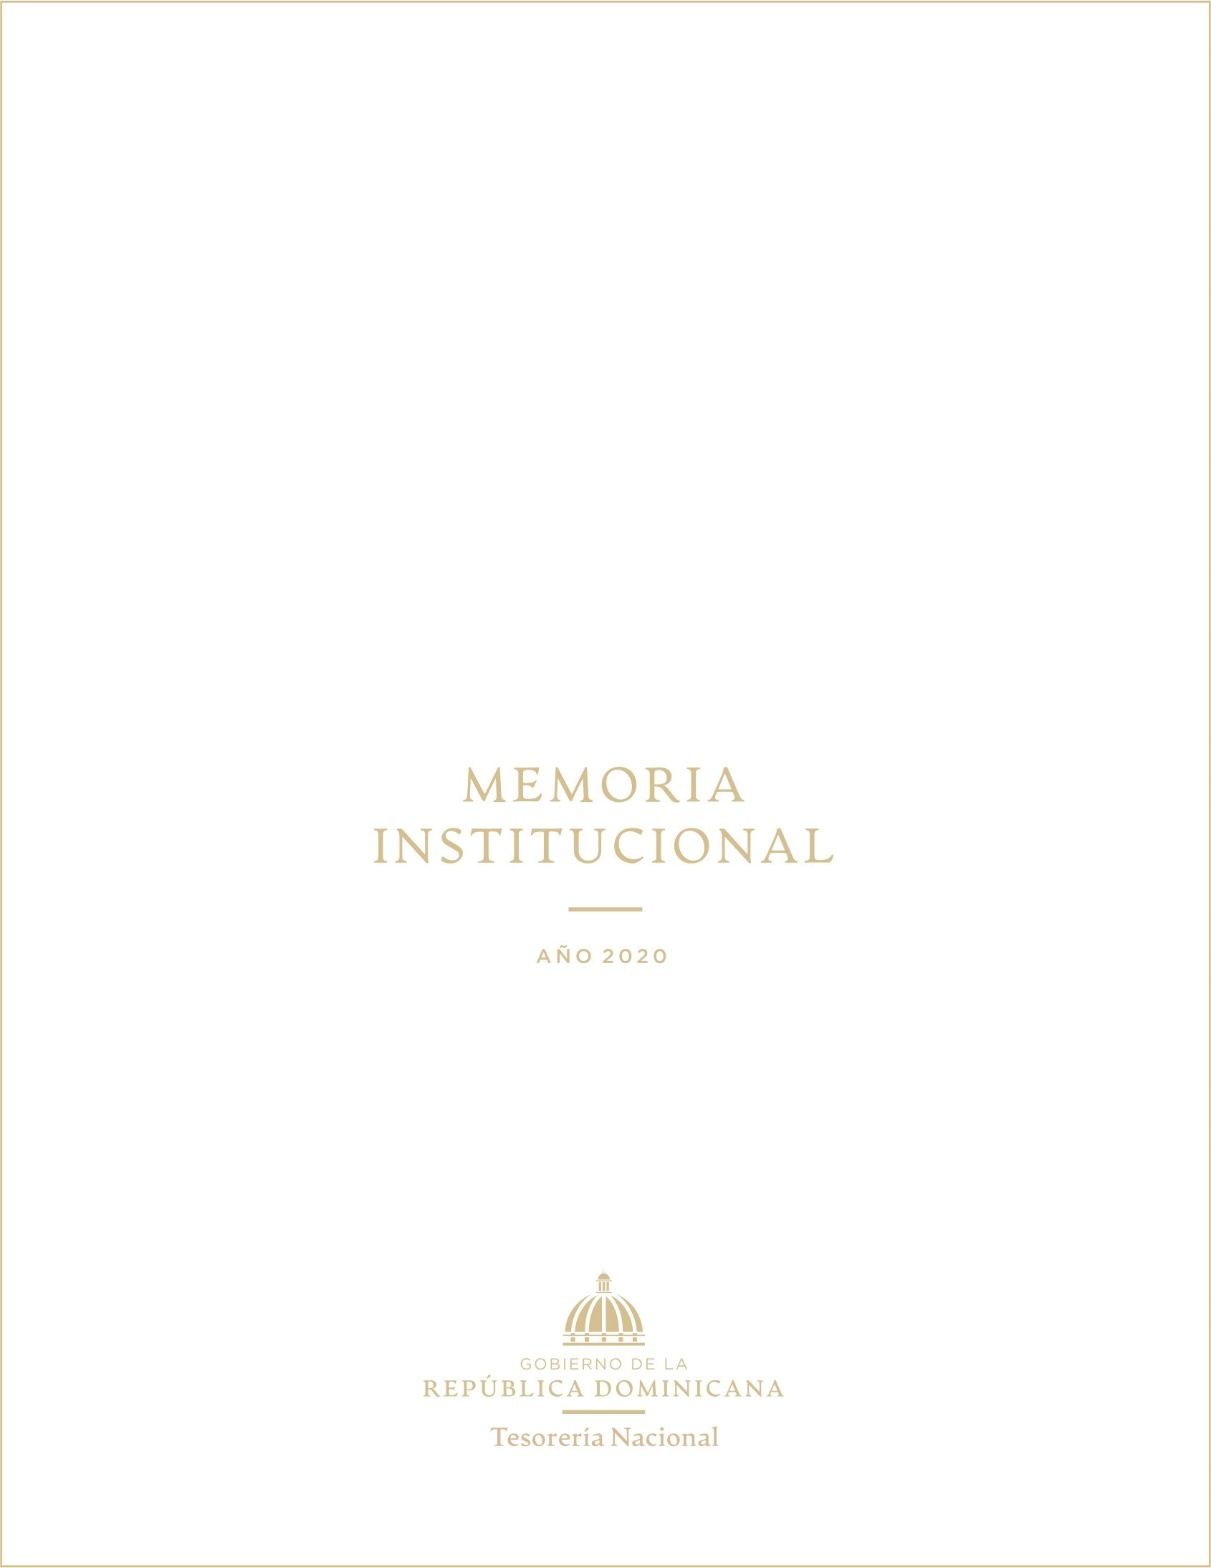 MEMORIA
INSTITUCIONAL
AÑO 2020
GOBIERNO DE LA
REPÚBLICA DOMINICANA
Tesorería Nacional